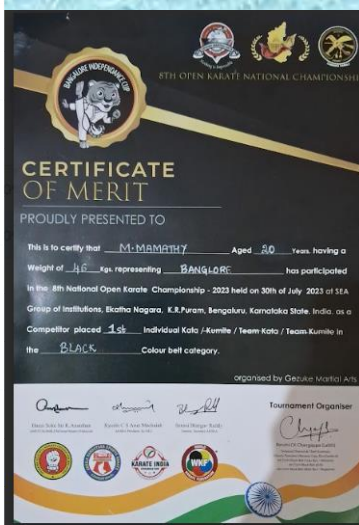 BANGALORE INDEPENDANCE CUP
8TH OPEN KARATE NATIONAL CHAMPIONSHI
CERTIFICATE
OF MERIT
PROUDLY PRESENTED TO
This is to certify that M.MAMATHY Aged 20 Years. having a
Weight of 46 Kgs. representing BANGLORE has participated
in the 8th National Open Karate Championship - 2023 held on 30th of July 2023 at SEA
Group of Institutions, Ekatha Nagara, K.R.Puram, Bengaluru, Karnataka State. India. as a
Competitor placed 1st Individual Kata /-Kumite / Team Kata / Team Kumite in
the BLACK Colour belt category.
organised by Gezuke Martial Arts
Tournament Organiser
KARATE INDIA
WKF